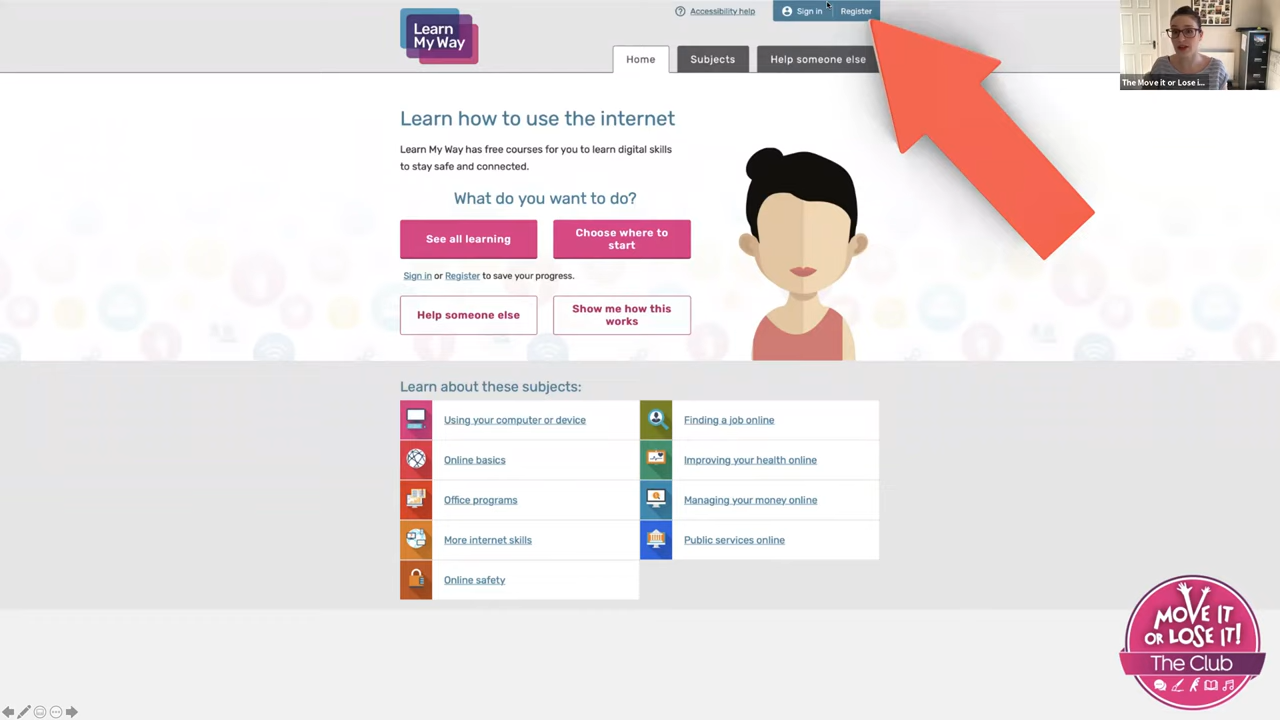 Learn
My Way
Accessibility help
Sign in
Register
Home
Subjects
Help someone else
The Move it or Lose i...
Learn how to use the internet
Learn My Way has free courses for you to learn digital skills
to stay safe and connected.
What do you want to do?
See all learning
Choose where to
start
Sign in or Register to save your progress.
Help someone else
Show me how this
works
Learn about these subjects:
Using your computer or device
Finding a job online
Online basics
Improving your health online
Office programs
Managing your money online
More internet skills
Public services online
Online safety
MOVE IT
OR LOSE IT!
The Club